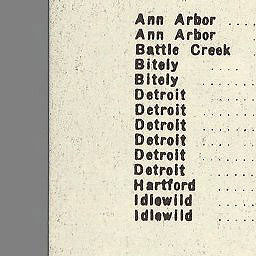 Ann Arbor ...
Ann Arbor ....
Battle Creek ..
Bitely .....
Bitely .....
Detroit ....
Detroit ....
Detroit ....
Detroit ....
Detroit .....
Detroit ....
Hartford ...
Idlewild ...
Idlewild ...